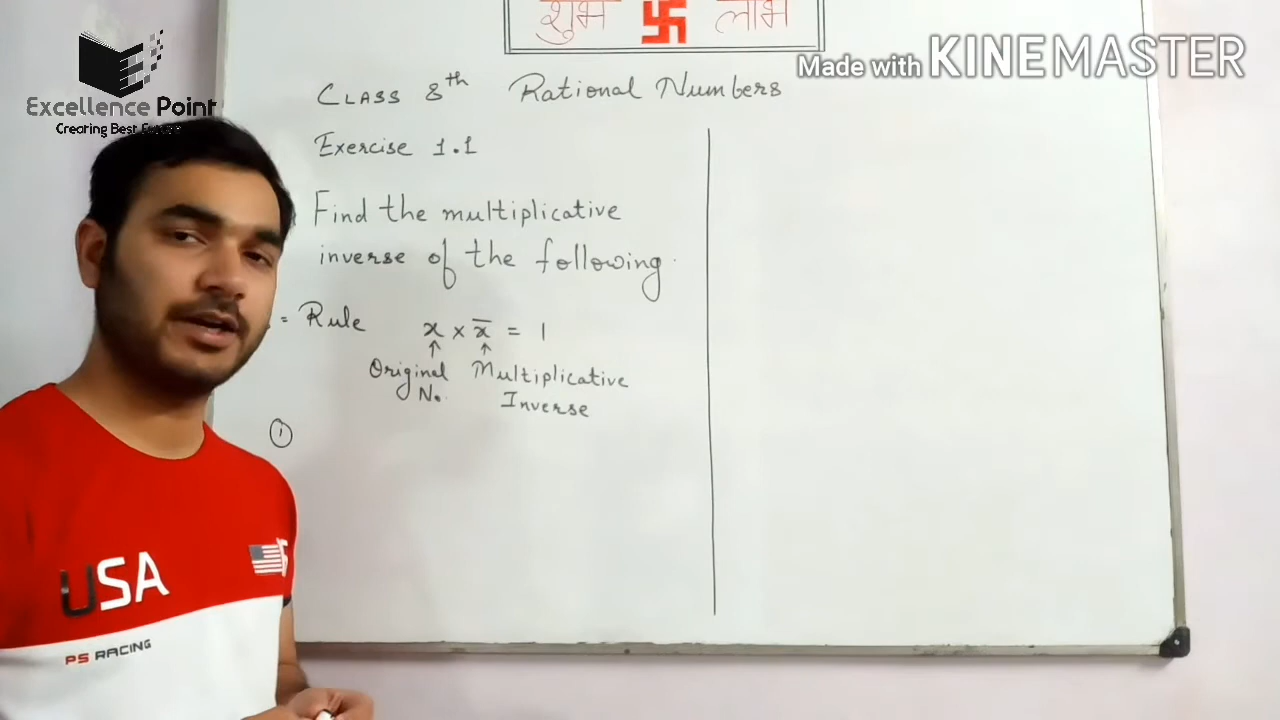 शुभ 卐 लाभ
Made with KINEMASTER
Excellence Point
CLASS 8th Rational Numbers
Exercise 1.1
Find the multiplicative
inverse of the following.
= Rule x × x̄ = 1
↑ ↑
Original Multiplicative
No. Inverse
①
USA
PS RACING